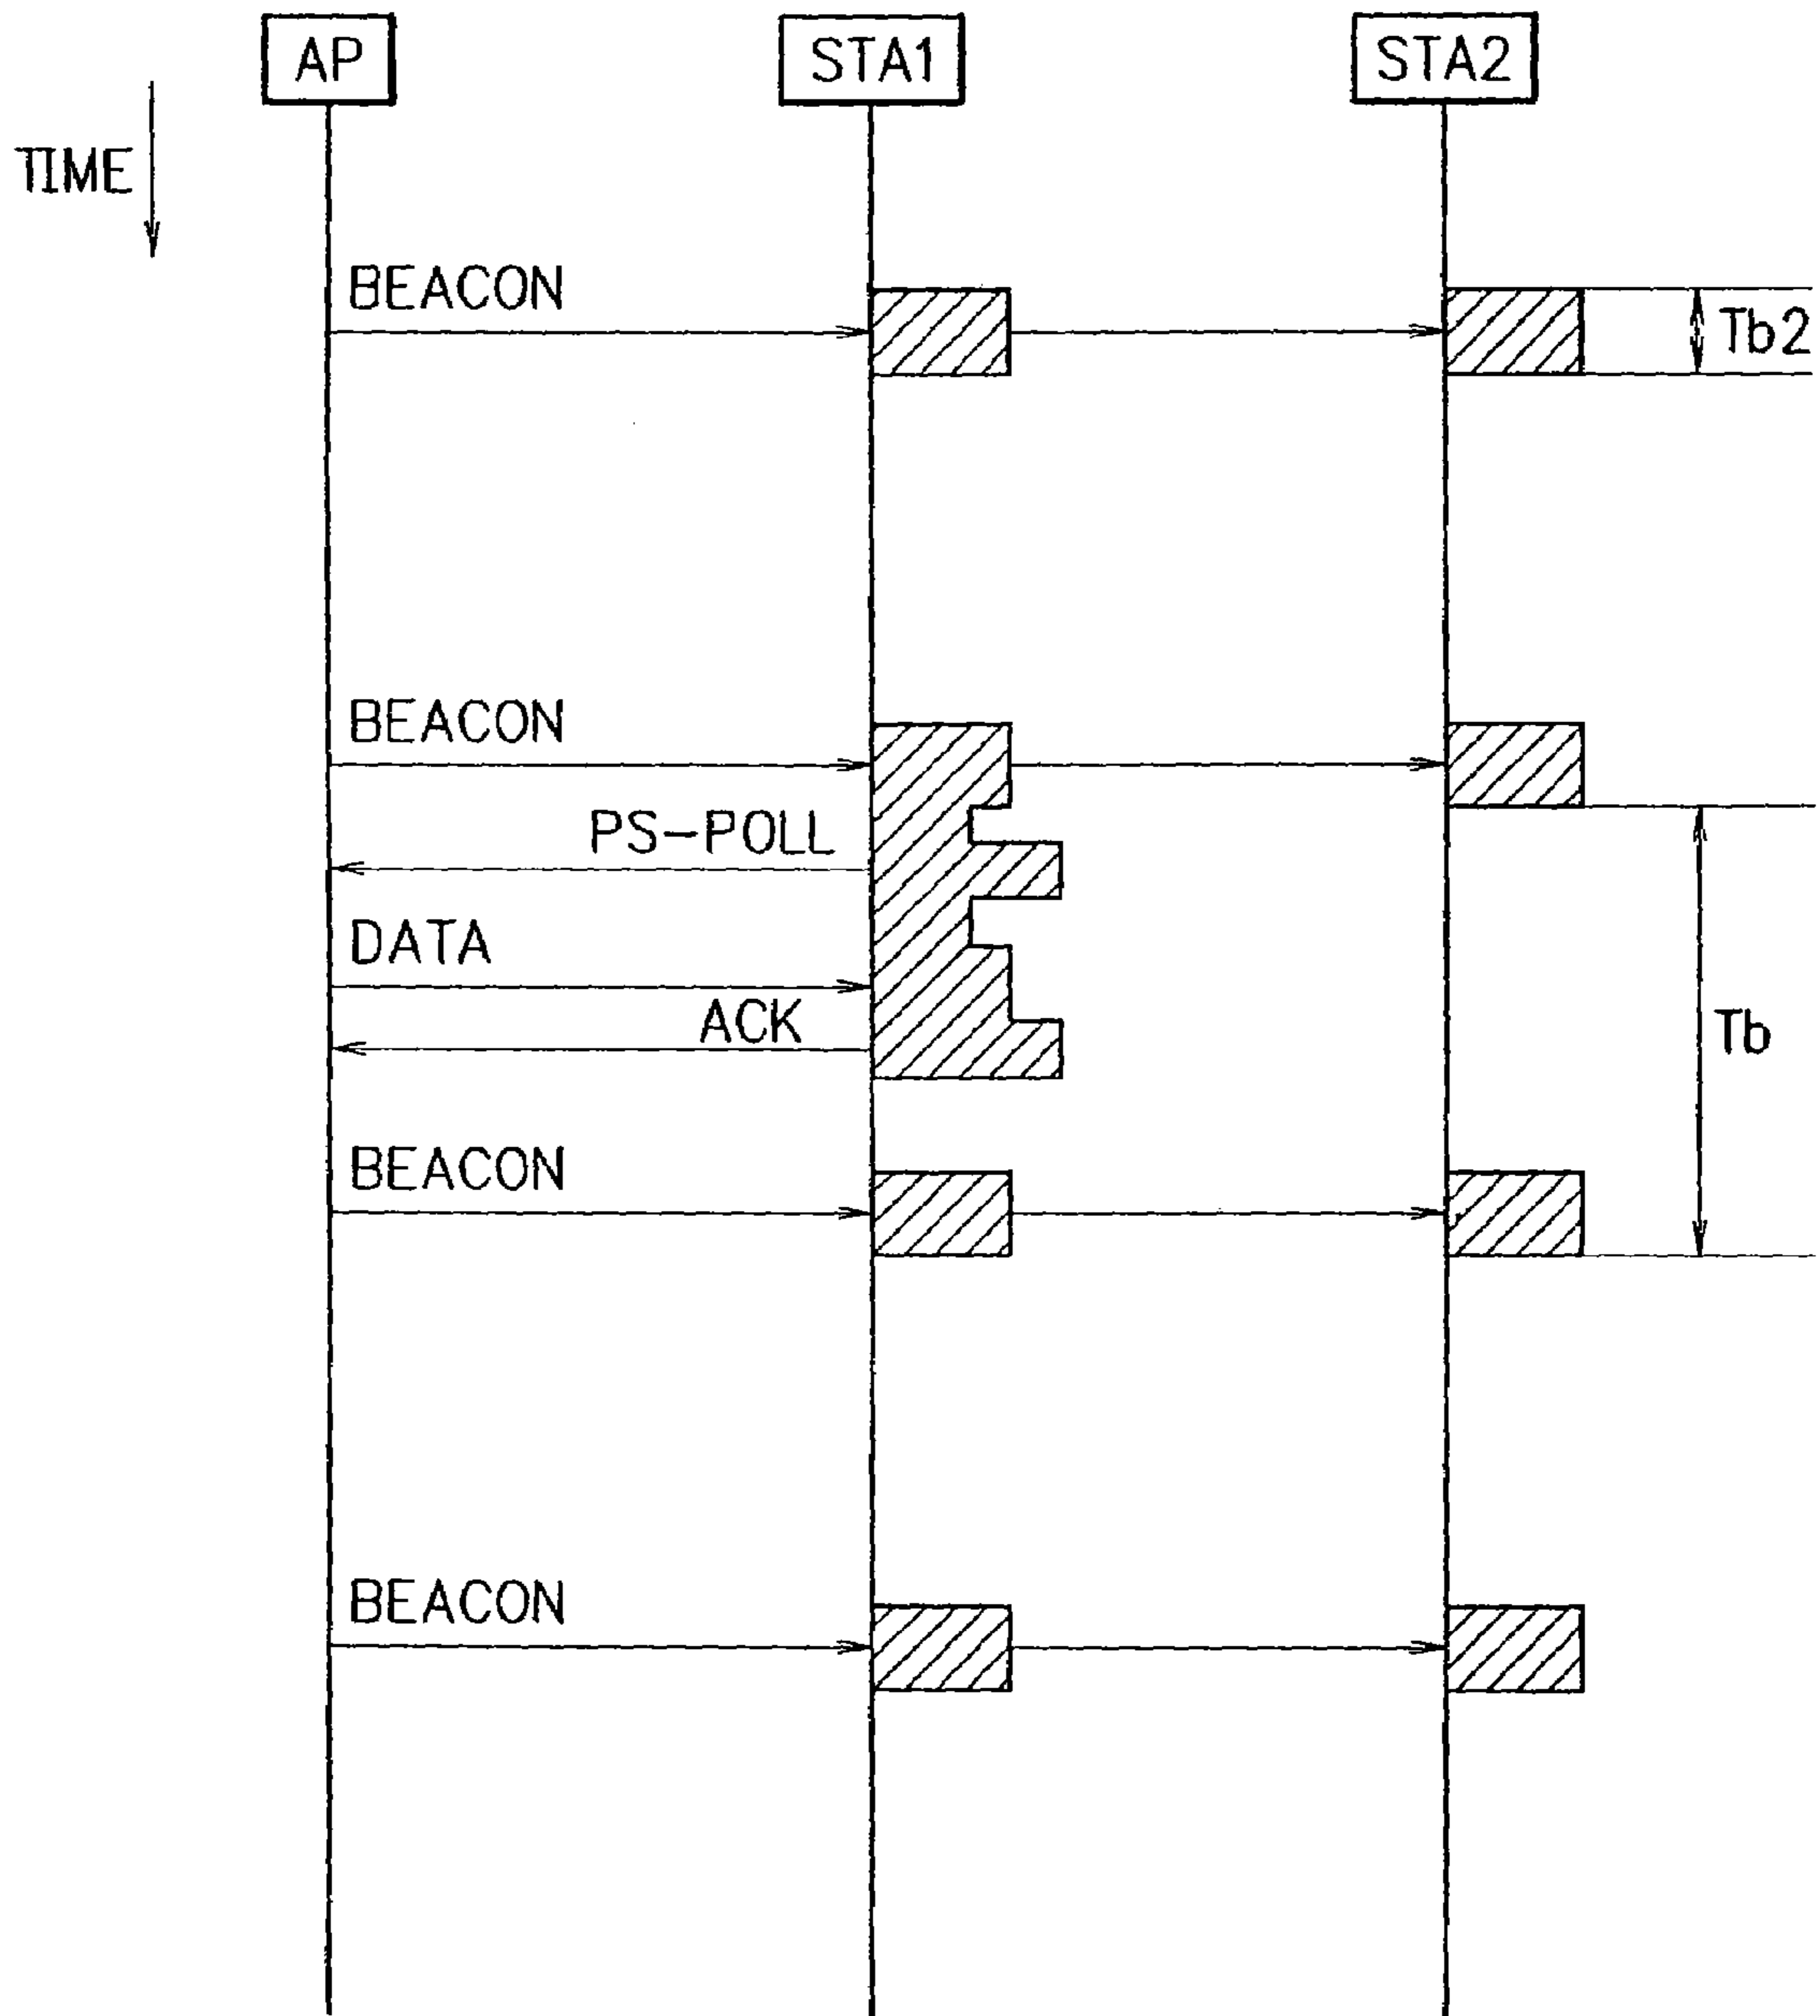 AP
STA1
STA2
TIME
BEACON
Tb2
BEACON
PS-POLL
DATA
ACK
Tb
BEACON
BEACON